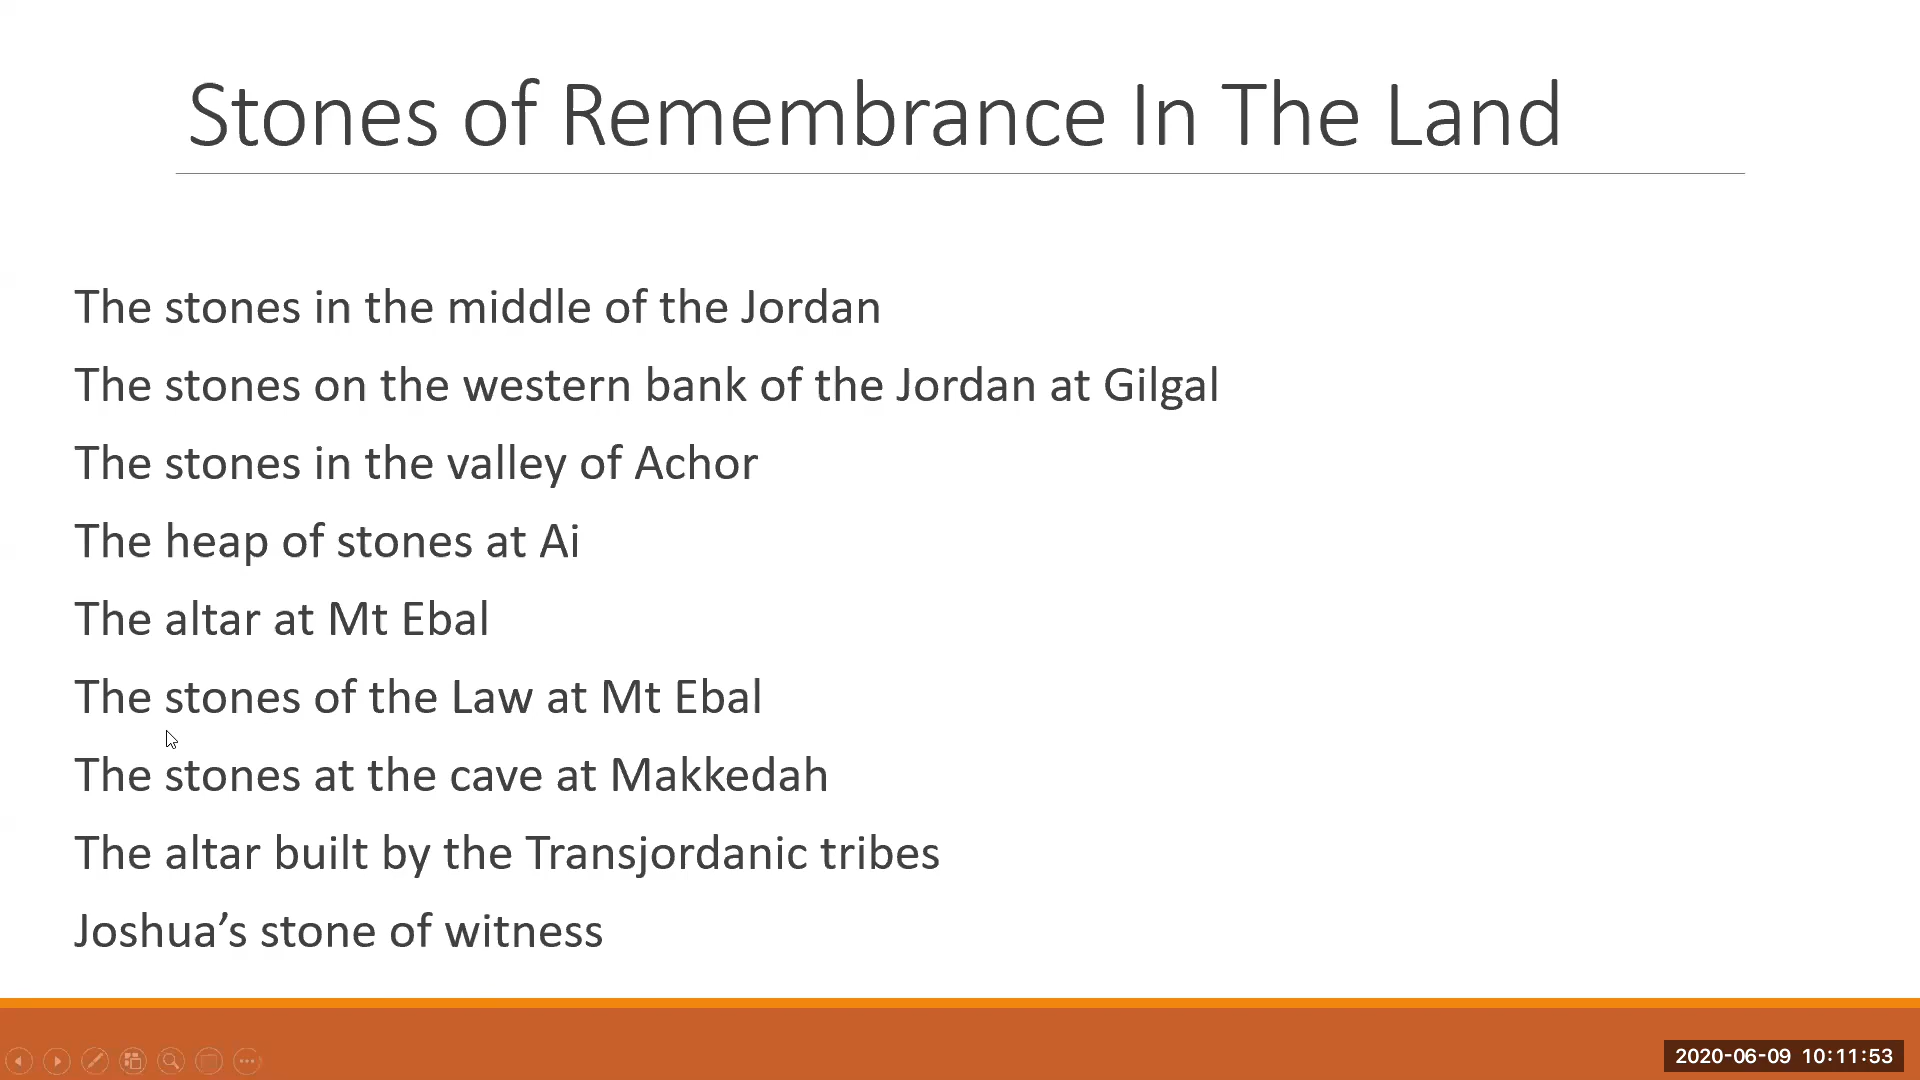 Stones of Remembrance In The Land
The stones in the middle of the Jordan
The stones on the western bank of the Jordan at Gilgal
The stones in the valley of Achor
The heap of stones at Ai
The altar at Mt Ebal
The stones of the Law at Mt Ebal
The stones at the cave at Makkedah
The altar built by the Transjordanic tribes
Joshua’s stone of witness
2020-06-09 10:11:53